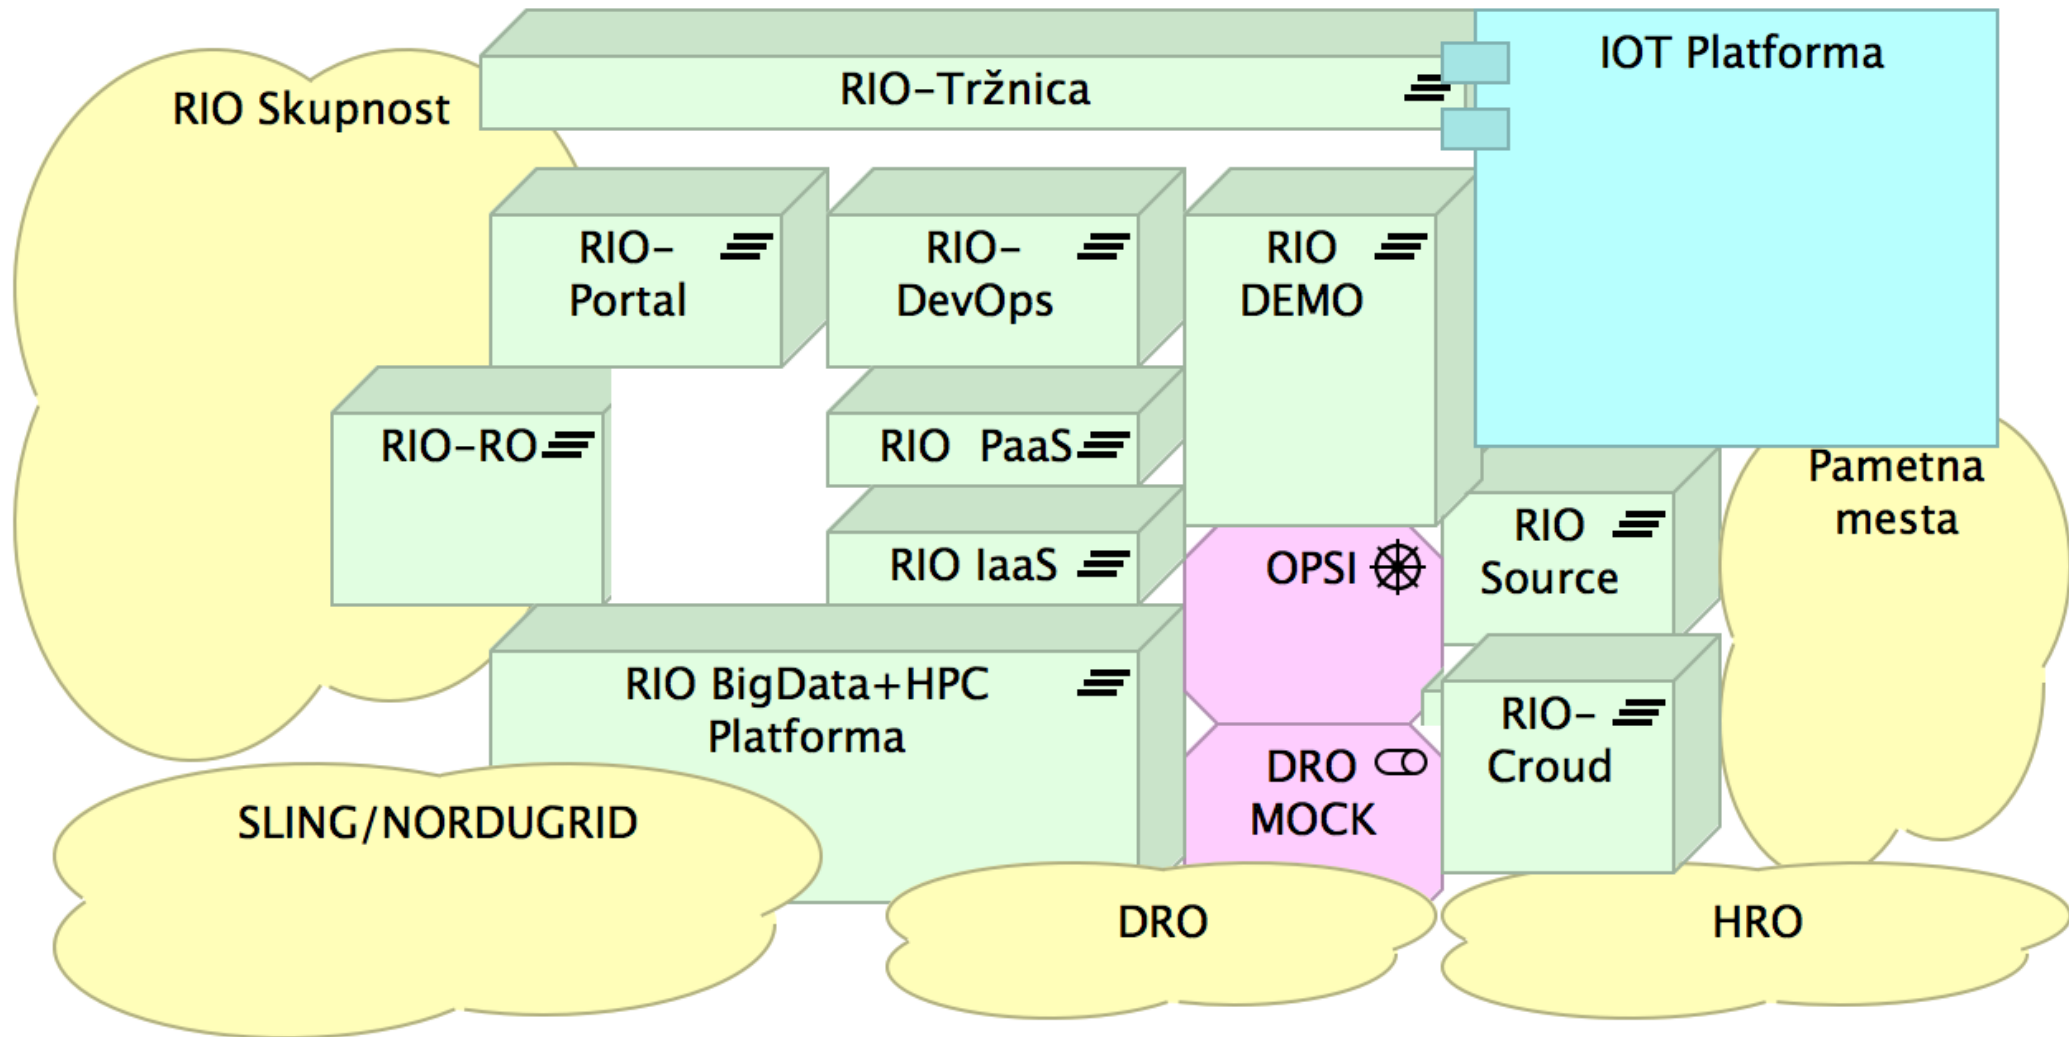 IOT Platforma
RIO-Tržnica
RIO Skupnost
RIO-
Portal
RIO-
DevOps
RIO
DEMO
RIO-RO
RIO  PaaS
Pametna
mesta
RIO IaaS
OPSI
RIO
Source
RIO BigData+HPC
Platforma
RIO-
Croud
DRO
MOCK
SLING/NORDUGRID
DRO
HRO